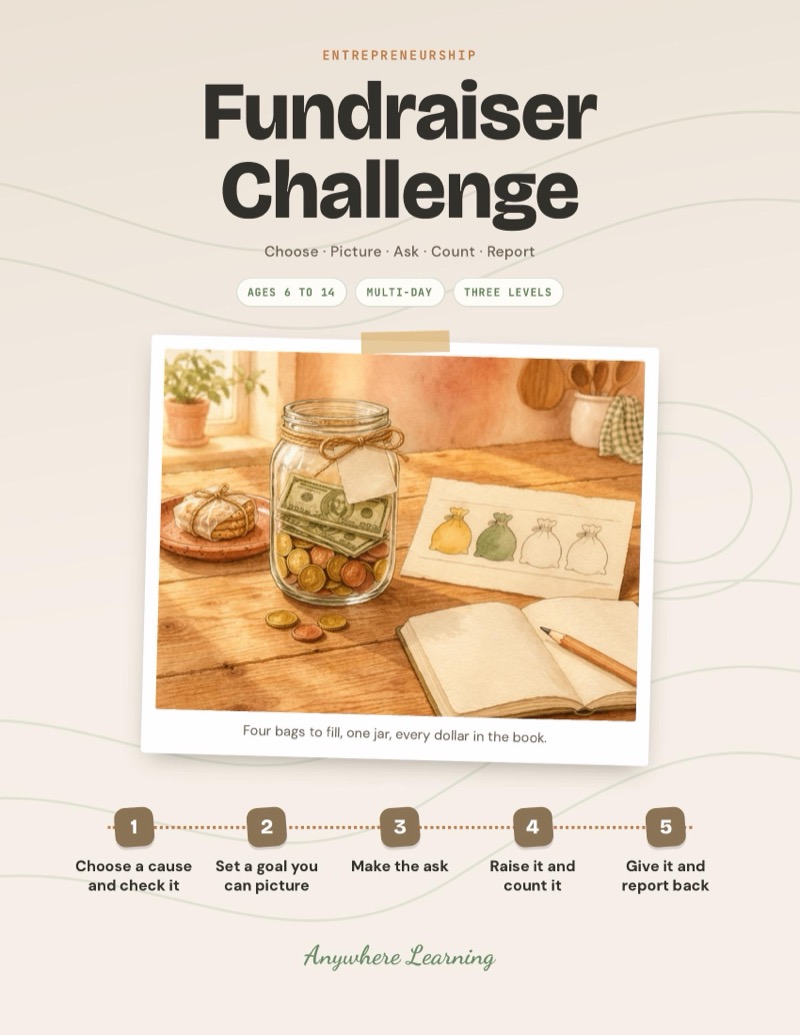 ENTREPRENEURSHIP
Fundraiser
Challenge
Choose · Picture · Ask · Count · Report
AGES 6 TO 14 MULTI-DAY THREE LEVELS
Four bags to fill, one jar, every dollar in the book.
1 2 3 4 5
Choose a cause Set a goal you Make the ask Raise it and Give it and
and check it can picture count it report back
Anywhere Learning